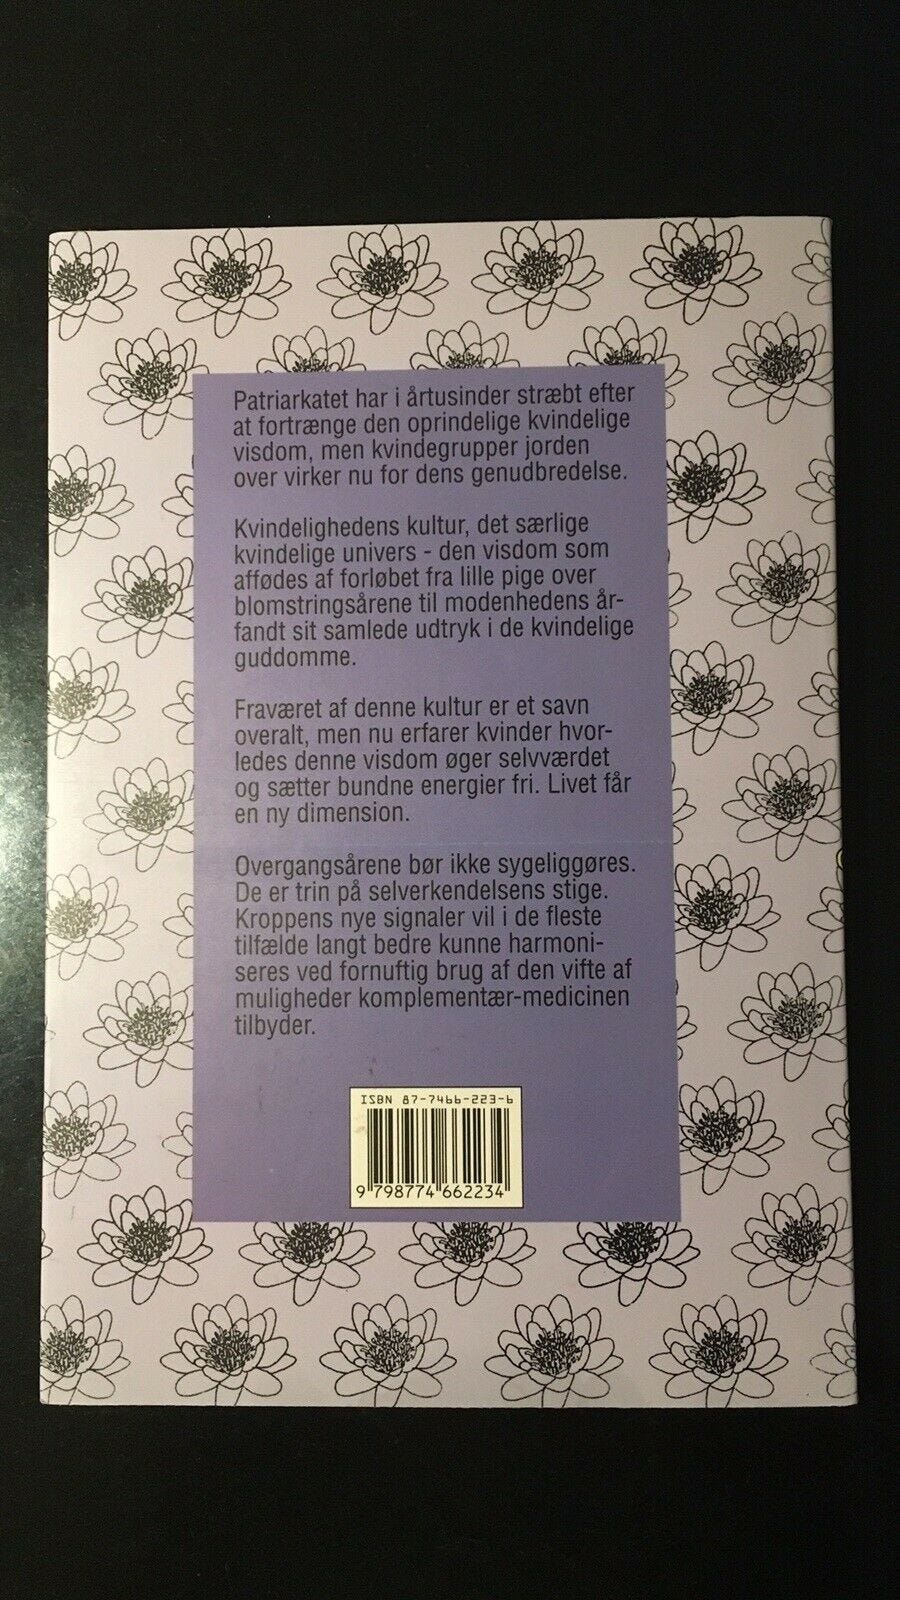 Patriarkatet har i årtusinder stræbt efter
at fortrænge den oprindelige kvindelige
visdom, men kvindegrupper jorden
over virker nu for dens genudbredelse.
Kvindelighedens kultur, det særlige
kvindelige univers - den visdom som
affødes af forløbet fra lille pige over
blomstringsårene til modenhedens år-
fandt sit samlede udtryk i de kvindelige
guddomme.
Fraværet af denne kultur er et savn
overalt, men nu erfarer kvinder hvor-
ledes denne visdom øger selvværdet
og sætter bundne energier fri. Livet får
en ny dimension.
Overgangsårene bør ikke sygeliggøres.
De er trin på selverkendelsens stige.
Kroppens nye signaler vil i de fleste
tilfælde langt bedre kunne harmoni-
seres ved fornuftig brug af den vifte af
muligheder komplementær-medicinen
tilbyder.
ISBN 87-7466-223-6
9 798774 662234